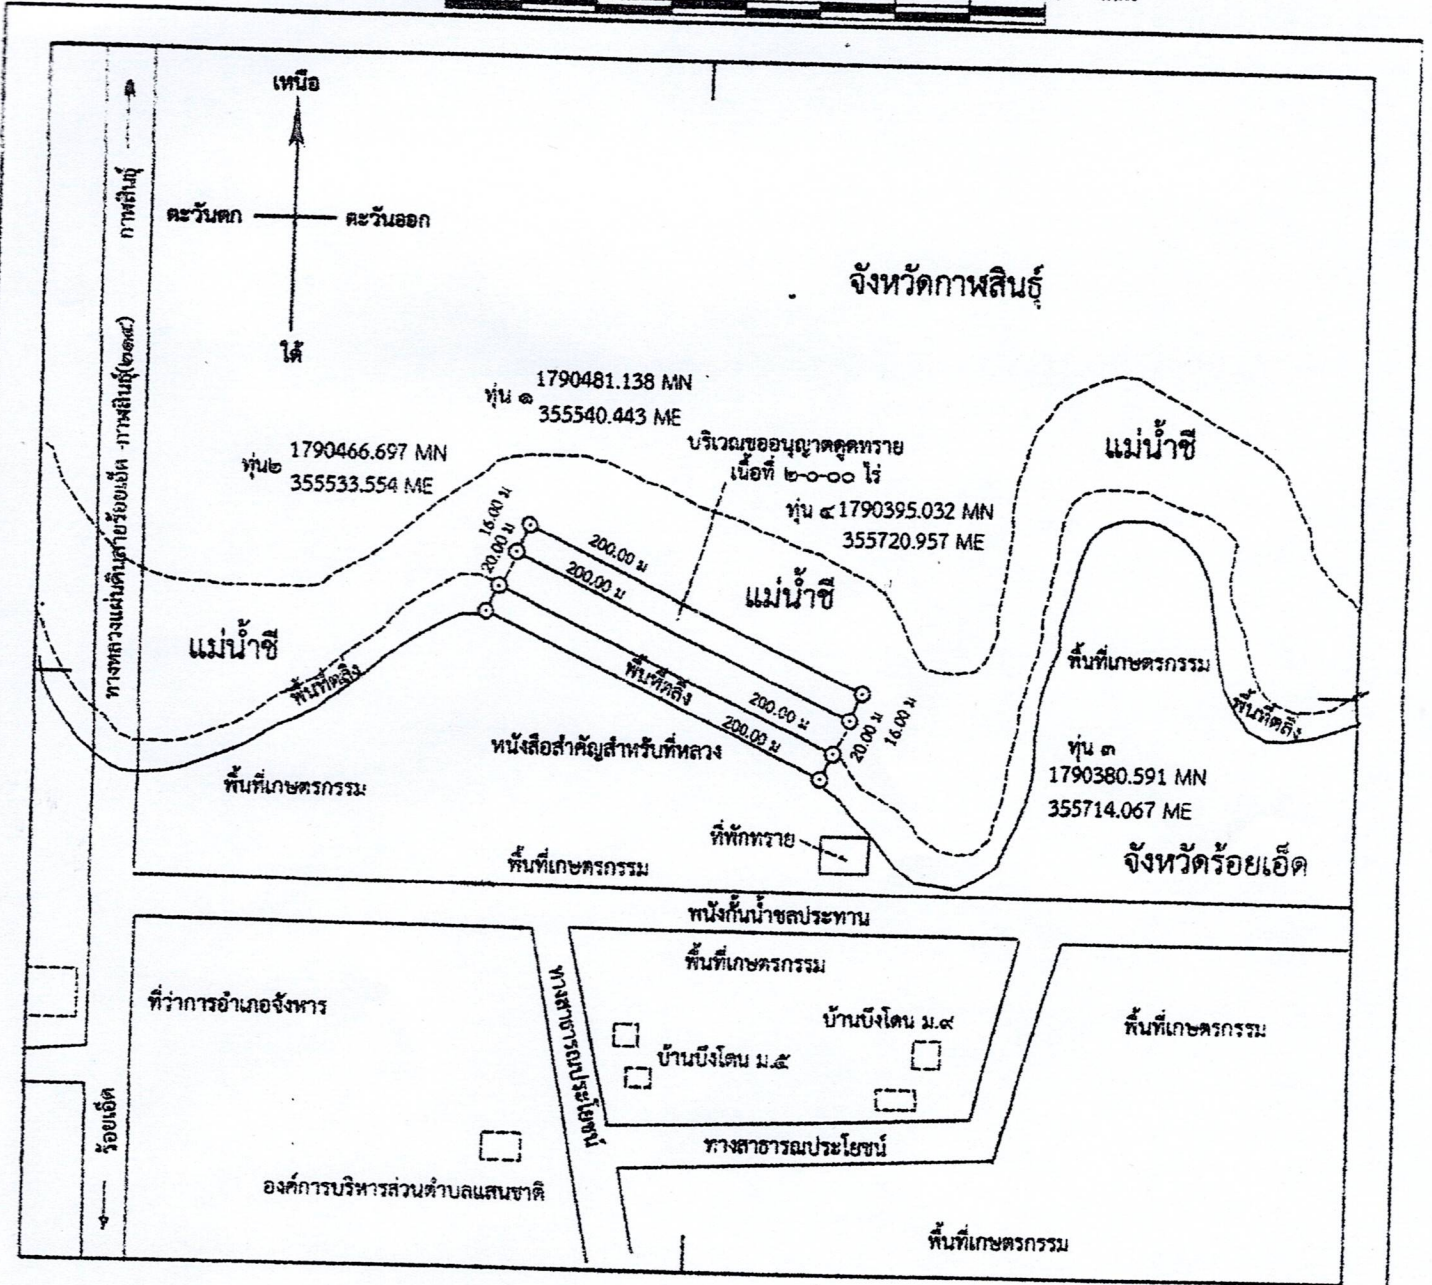 เหนือ
ตะวันตก
ตะวันออก
ใต้
กาฬสินธุ์
ทางหลวงแผ่นดินสายร้อยเอ็ด -กาฬสินธุ์(๒๑๔)
จังหวัดกาฬสินธุ์
ทุ่น ๑
1790481.138 MN
355540.443 ME
ทุ่น๒
1790466.697 MN
355533.554 ME
บริเวณขออนุญาตดูดทราย
เนื้อที่ ๒-๐-๐๐ ไร่
ทุ่น ๔ 1790395.032 MN
355720.957 ME
แม่น้ำชี
16.00 ม
20.00 ม
200.00 ม
200.00 ม
แม่น้ำชี
แม่น้ำชี
พื้นที่ตลิ่ง
พื้นที่ตลิ่ง
200.00 ม
200.00 ม
20.00 ม
16.00 ม
พื้นที่เกษตรกรรม
พื้นที่ตลิ่ง
หนังสือสำคัญสำหรับที่หลวง
ทุ่น ๓
1790380.591 MN
355714.067 ME
พื้นที่เกษตรกรรม
ที่พักทราย
พื้นที่เกษตรกรรม
จังหวัดร้อยเอ็ด
พนังกั้นน้ำชลประทาน
พื้นที่เกษตรกรรม
ที่ว่าการอำเภอจังหาร
ทางสาธารณประโยชน์
บ้านบึงโดน ม.๙
บ้านบึงโดน ม.๕
พื้นที่เกษตรกรรม
ร้อยเอ็ด
ทางสาธารณประโยชน์
องค์การบริหารส่วนตำบลแสนชาติ
พื้นที่เกษตรกรรม